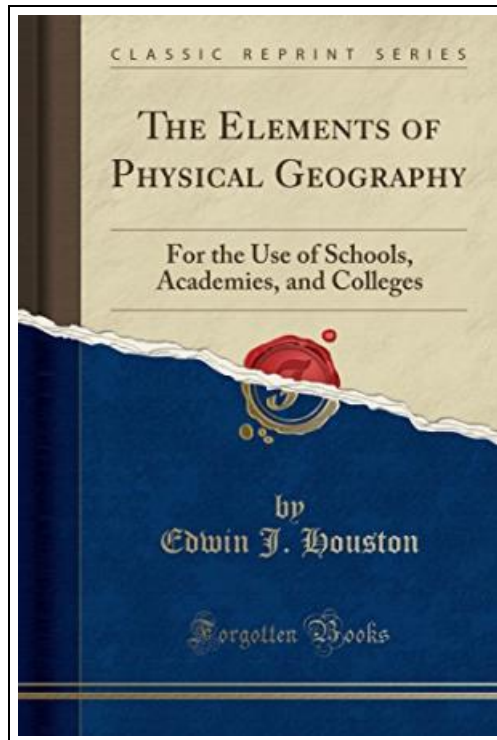 CLASSIC REPRINT SERIES
THE ELEMENTS OF
PHYSICAL GEOGRAPHY
For the Use of Schools,
Academies, and Colleges
by
Edwin J. Houston
Forgotten Books